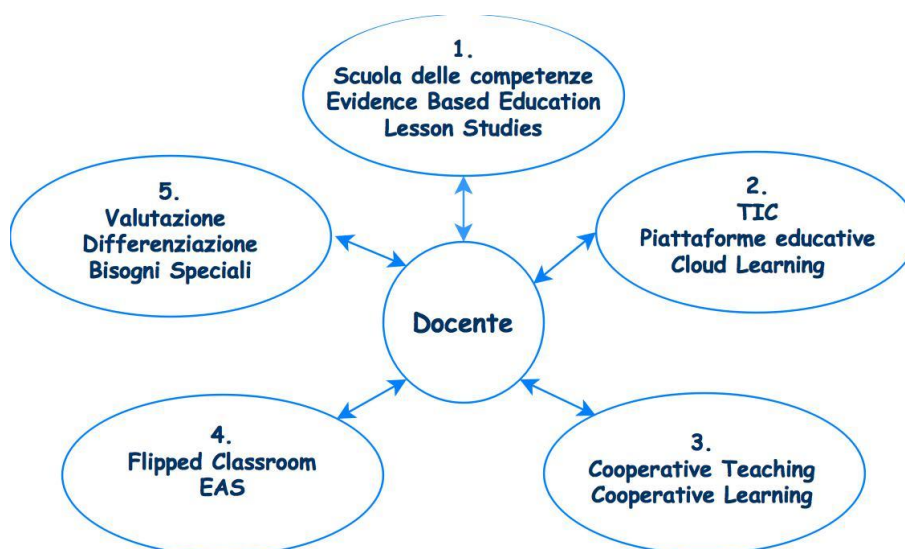 1.
Scuola delle competenze
Evidence Based Education
Lesson Studies
2.
TIC
Piattaforme educative
Cloud Learning
3.
Cooperative Teaching
Cooperative Learning
4.
Flipped Classroom
EAS
5.
Valutazione
Differenziazione
Bisogni Speciali
Docente